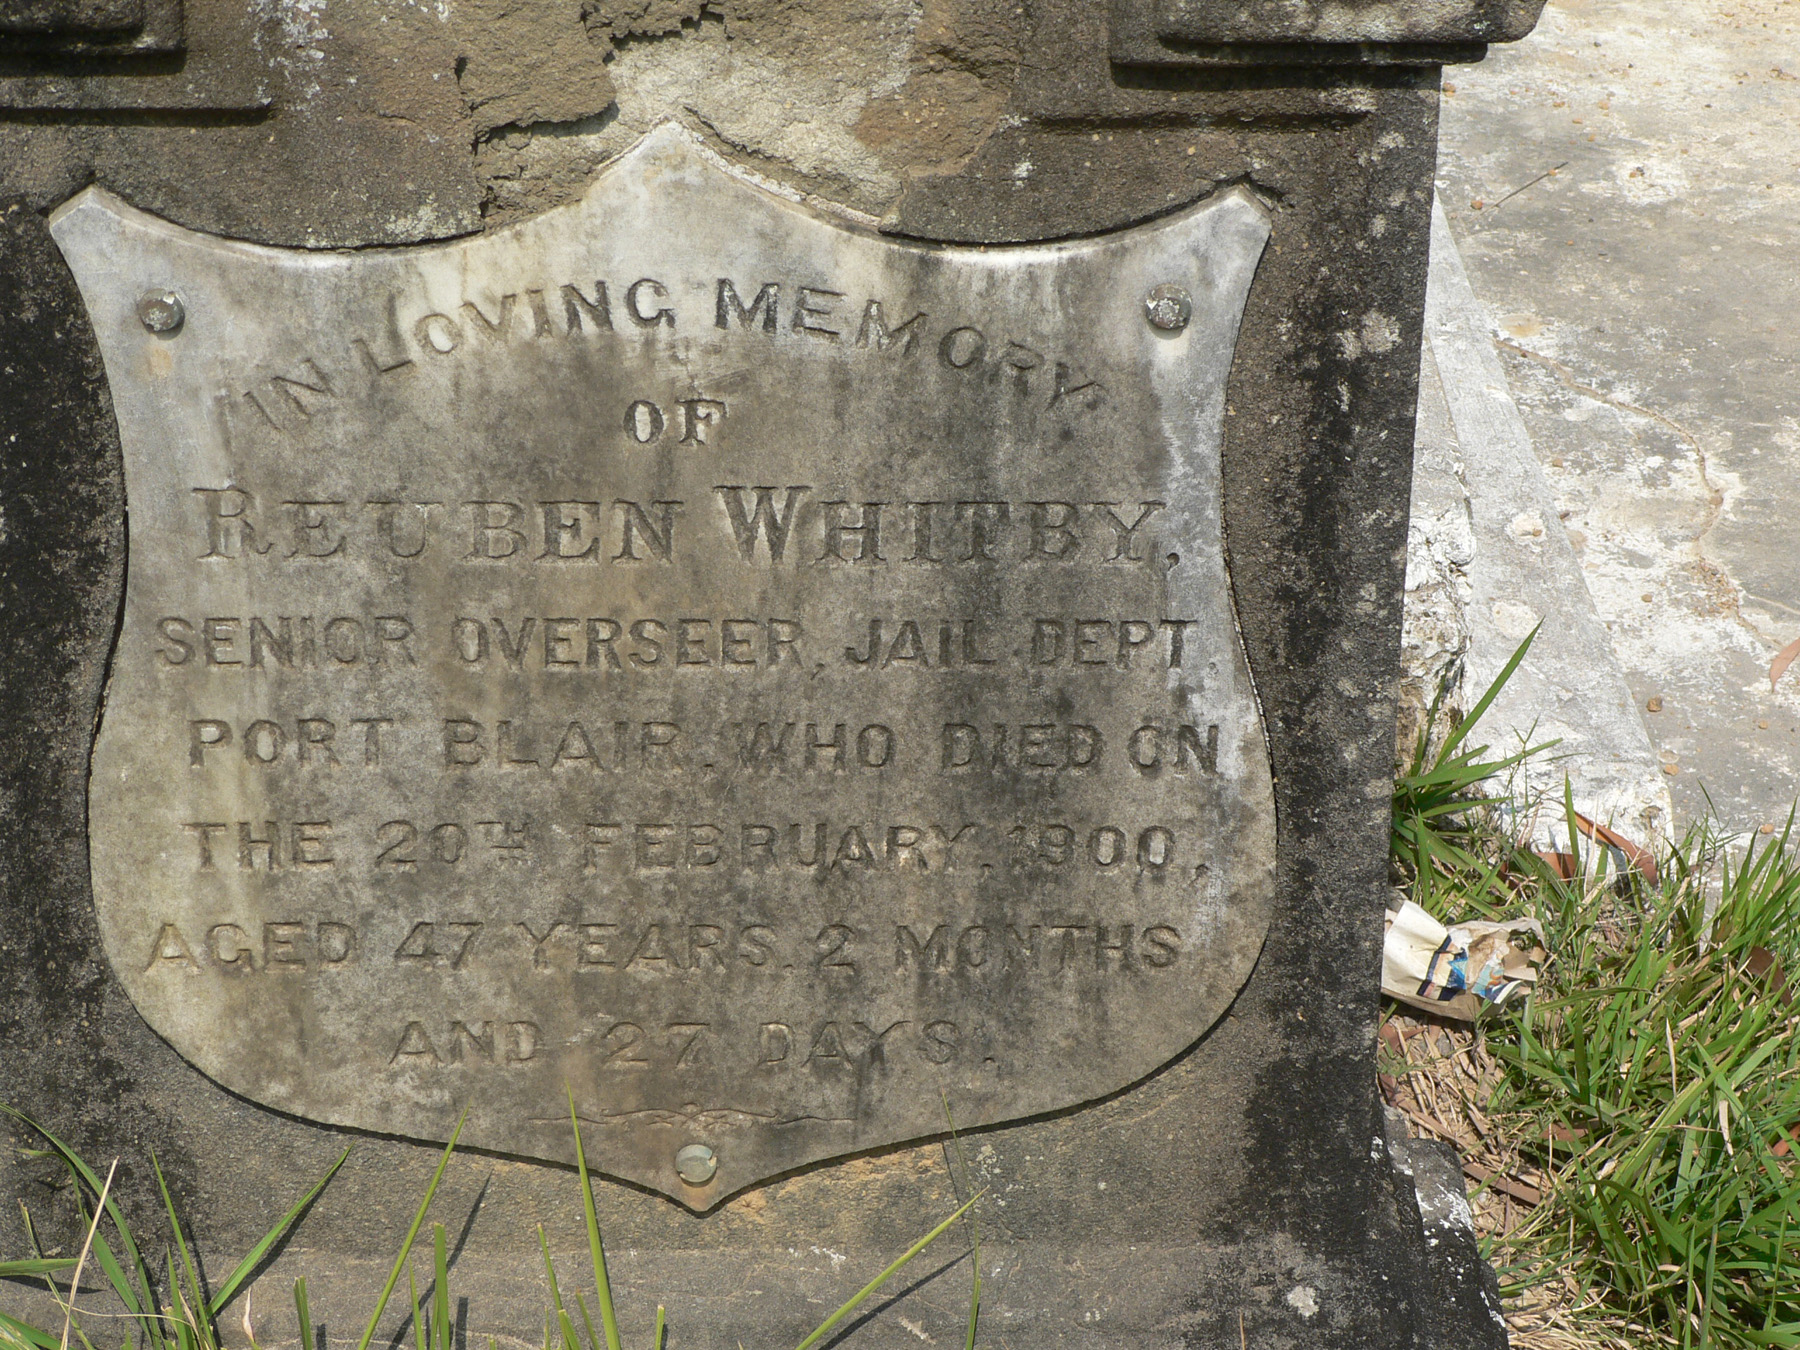 IN LOVING MEMORY
OF
REUBEN WHITBY,
SENIOR OVERSEER, JAIL DEPT,
PORT BLAIR, WHO DIED ON
THE 20TH FEBRUARY, 1900,
AGED 47 YEARS, 2 MONTHS
AND 27 DAYS.